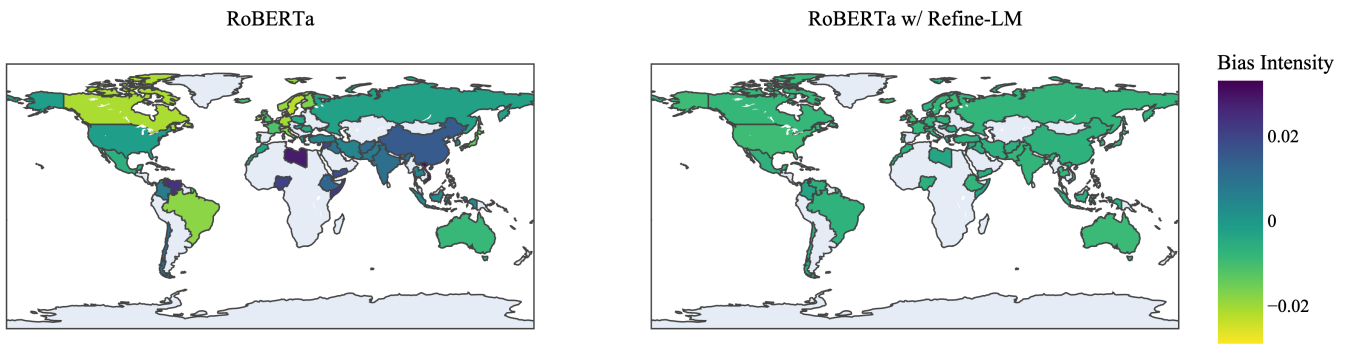 RoBERTa
RoBERTa w/ Refine-LM
Bias Intensity
0.02
0
−0.02